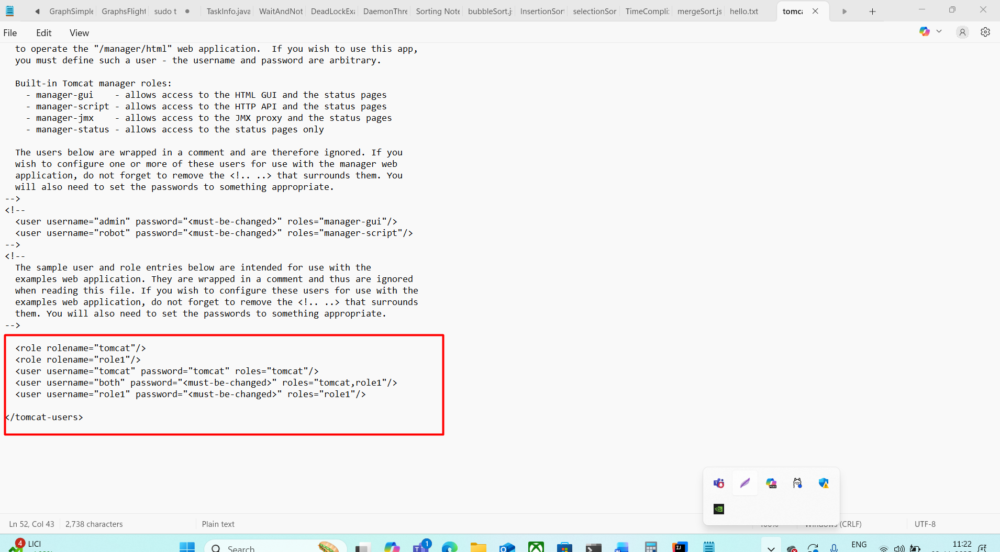 GraphSimple GraphsFlight sudo t TaskInfo.java WaitAndNot DeadLockExa DaemonThre Sorting Note bubbleSort.j InsertionSor selectionSor TimeCompli mergeSort.js hello.txt tomca
File Edit View
to operate the "/manager/html" web application.  If you wish to use this app,
you must define such a user - the username and password are arbitrary.
Built-in Tomcat manager roles:
- manager-gui    - allows access to the HTML GUI and the status pages
- manager-script - allows access to the HTTP API and the status pages
- manager-jmx    - allows access to the JMX proxy and the status pages
- manager-status - allows access to the status pages only
The users below are wrapped in a comment and are therefore ignored. If you
wish to configure one or more of these users for use with the manager web
application, do not forget to remove the <!.. ..> that surrounds them. You
will also need to set the passwords to something appropriate.
-->
<!--
<user username="admin" password="<must-be-changed>" roles="manager-gui"/>
<user username="robot" password="<must-be-changed>" roles="manager-script"/>
-->
<!--
The sample user and role entries below are intended for use with the
examples web application. They are wrapped in a comment and thus are ignored
when reading this file. If you wish to configure these users for use with the
examples web application, do not forget to remove the <!.. ..> that surrounds
them. You will also need to set the passwords to something appropriate.
-->
<role rolename="tomcat"/>
<role rolename="role1"/>
<user username="tomcat" password="tomcat" roles="tomcat"/>
<user username="both" password="<must-be-changed>" roles="tomcat,role1"/>
<user username="role1" password="<must-be-changed>" roles="role1"/>
</tomcat-users>
Ln 52, Col 43 2,738 characters Plain text 100% Windows (CRLF) UTF-8
4 LICI
Search
1
ENG
11:22